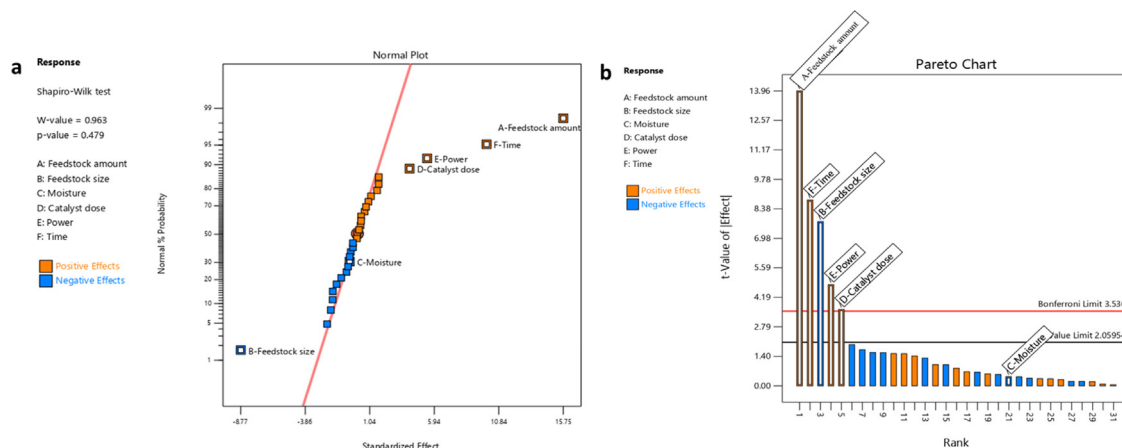 a
Response
Shapiro-Wilk test
W-value = 0.963
p-value = 0.479
A: Feedstock amount
B: Feedstock size
C: Moisture
D: Catalyst dose
E: Power
F: Time
Positive Effects
Negative Effects
Normal Plot
Normal % Probability
99
95
90
80
70
50
30
20
10
5
1
A-Feedstock amount
F-Time
E-Power
D-Catalyst dose
C-Moisture
B-Feedstock size
-8.77
-3.86
1.04
5.94
10.84
15.75
Standardized Effect
b
Response
A: Feedstock amount
B: Feedstock size
C: Moisture
D: Catalyst dose
E: Power
F: Time
Positive Effects
Negative Effects
Pareto Chart
t-Value of |Effect|
13.96
12.57
11.17
9.78
8.38
6.98
5.59
4.19
2.79
1.40
0.00
A-Feedstock amount
F-Time
B-Feedstock size
E-Power
D-Catalyst dose
C-Moisture
Bonferroni Limit 3.53
Value Limit 2.0595
1
3
5
7
9
11
13
15
17
19
21
23
25
27
29
31
Rank